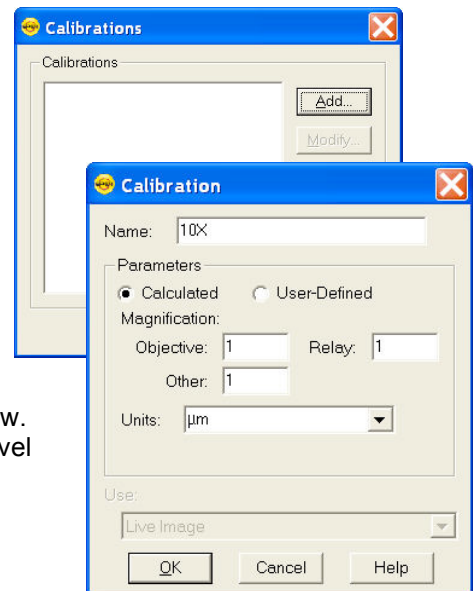 Calibrations
Calibrations
Add...
Modify...
Calibration
Name: 10X
Parameters
Calculated User-Defined
Magnification:
Objective: 1 Relay: 1
Other: 1
Units: µm
w.
vel
Use:
Live Image
OK Cancel Help